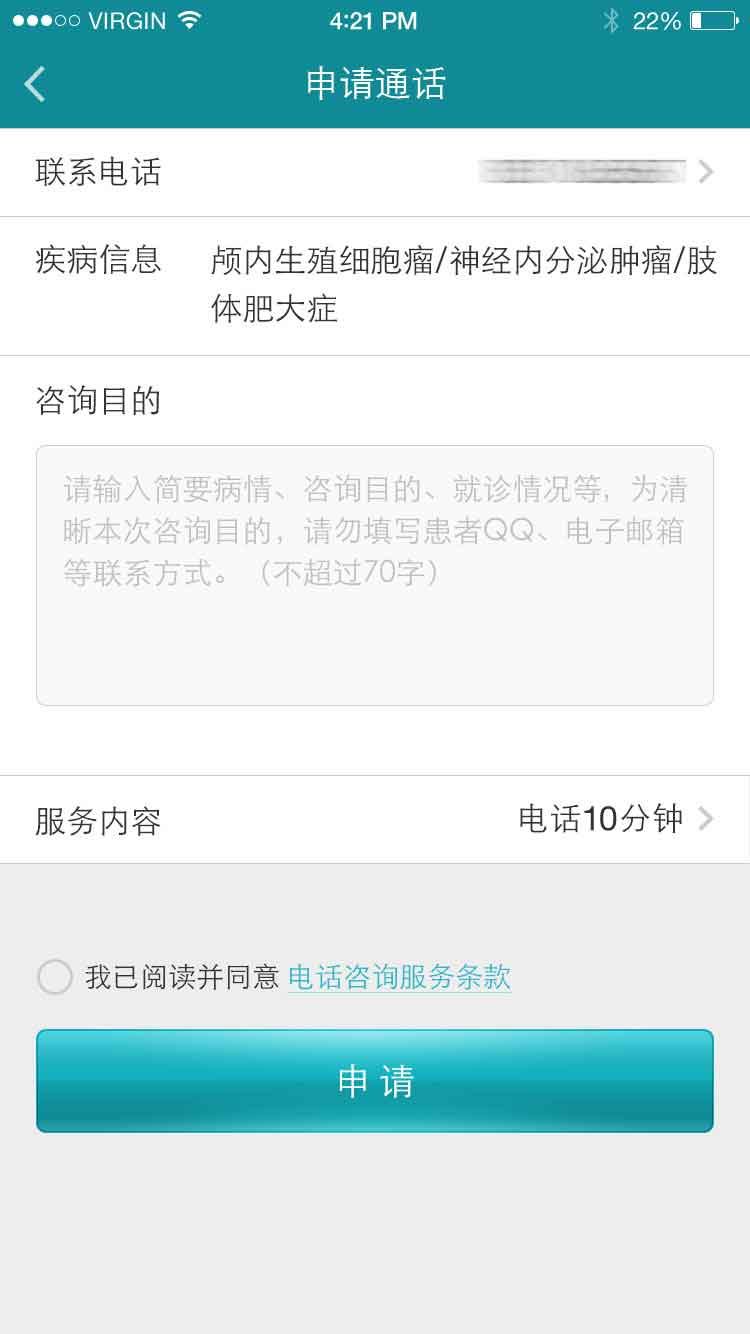 VIRGIN 4:21 PM 22%
申请通话
联系电话
疾病信息 颅内生殖细胞瘤/神经内分泌肿瘤/肢
体肥大症
咨询目的
请输入简要病情、咨询目的、就诊情况等，为清
晰本次咨询目的，请勿填写患者QQ、电子邮箱
等联系方式。（不超过70字）
服务内容 电话10分钟
我已阅读并同意 电话咨询服务条款
申 请